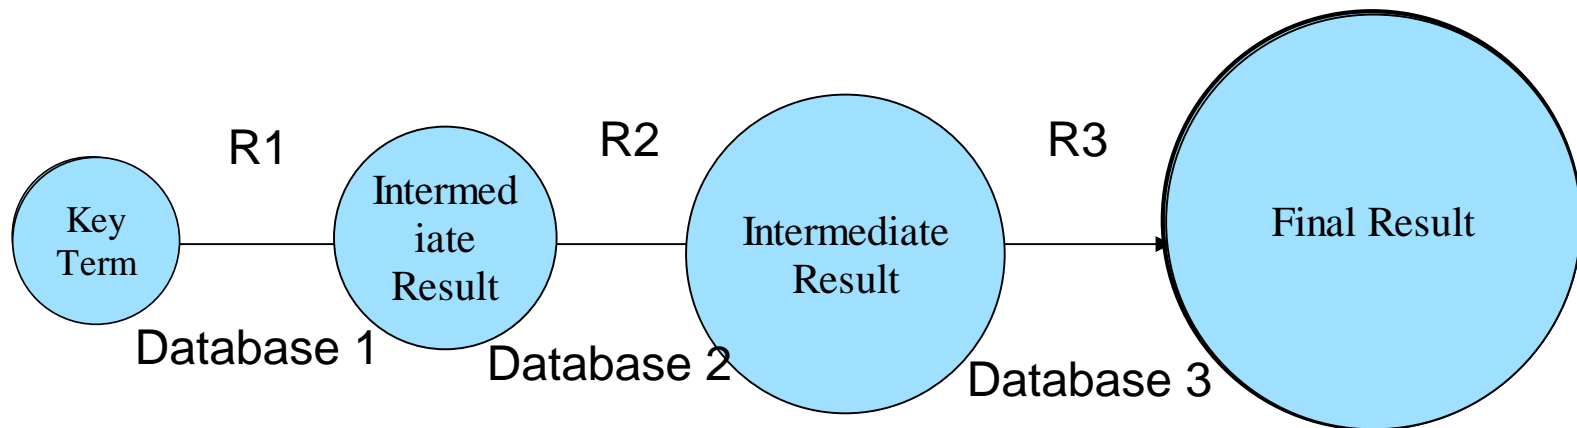 Key
Term
R1
Database 1
Intermed
iate
Result
R2
Database 2
Intermediate
Result
R3
Database 3
Final Result